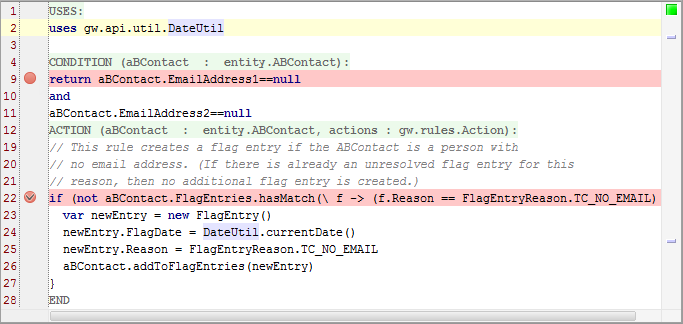 1 USES:
2 uses gw.api.util.DateUtil
3
4 CONDITION (aBContact  :  entity.ABContact):
9 return aBContact.EmailAddress1==null
10 and
11 aBContact.EmailAddress2==null
12 ACTION (aBContact  :  entity.ABContact, actions : gw.rules.Action):
19 // This rule creates a flag entry if the ABContact is a person with
20 // no email address. (If there is already an unresolved flag entry for this
21 // reason, then no additional flag entry is created.)
22 if (not aBContact.FlagEntries.hasMatch(\ f -> (f.Reason == FlagEntryReason.TC_NO_EMAIL)
23   var newEntry = new FlagEntry()
24   newEntry.FlagDate = DateUtil.currentDate()
25   newEntry.Reason = FlagEntryReason.TC_NO_EMAIL
26   aBContact.addToFlagEntries(newEntry)
27 }
28 END